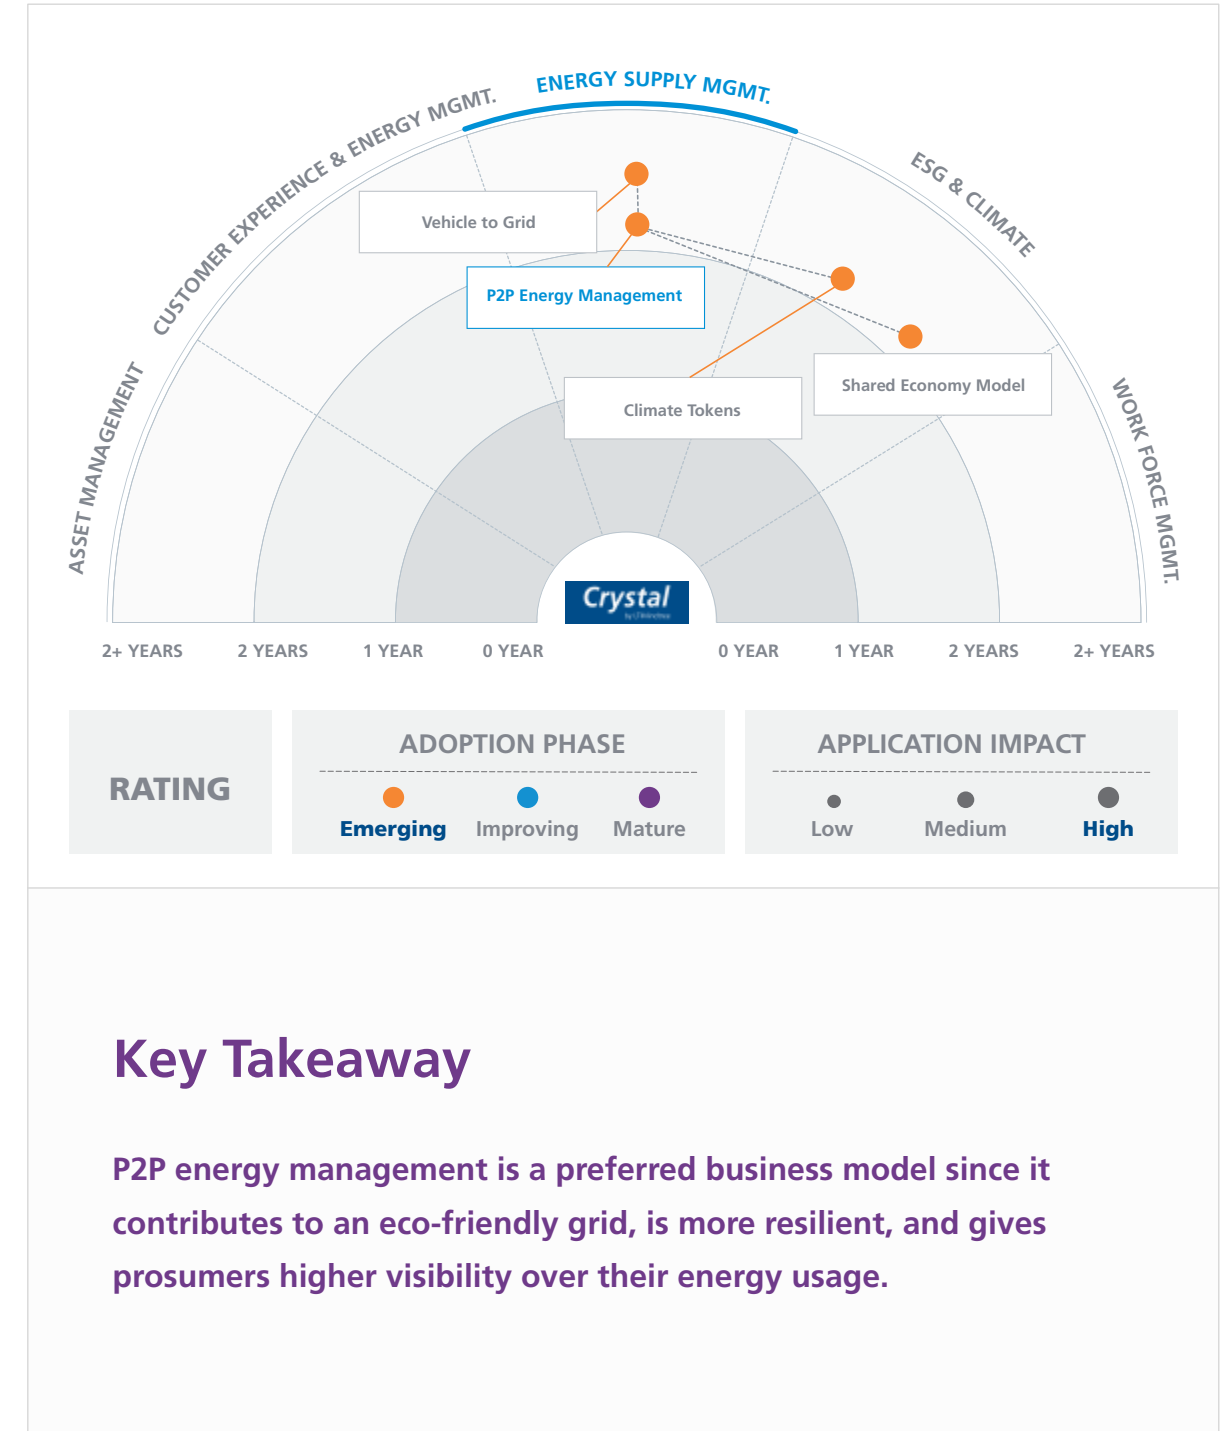 ENERGY SUPPLY MGMT.
CUSTOMER EXPERIENCE & ENERGY MGMT.
ESG & CLIMATE
ASSET MANAGEMENT
WORK FORCE MGMT.
Vehicle to Grid
P2P Energy Management
Climate Tokens
Shared Economy Model
Crystal
2+ YEARS 2 YEARS 1 YEAR 0 YEAR 0 YEAR 1 YEAR 2 YEARS 2+ YEARS
RATING
ADOPTION PHASE
Emerging Improving Mature
APPLICATION IMPACT
Low Medium High
Key Takeaway
P2P energy management is a preferred business model since it
contributes to an eco-friendly grid, is more resilient, and gives
prosumers higher visibility over their energy usage.